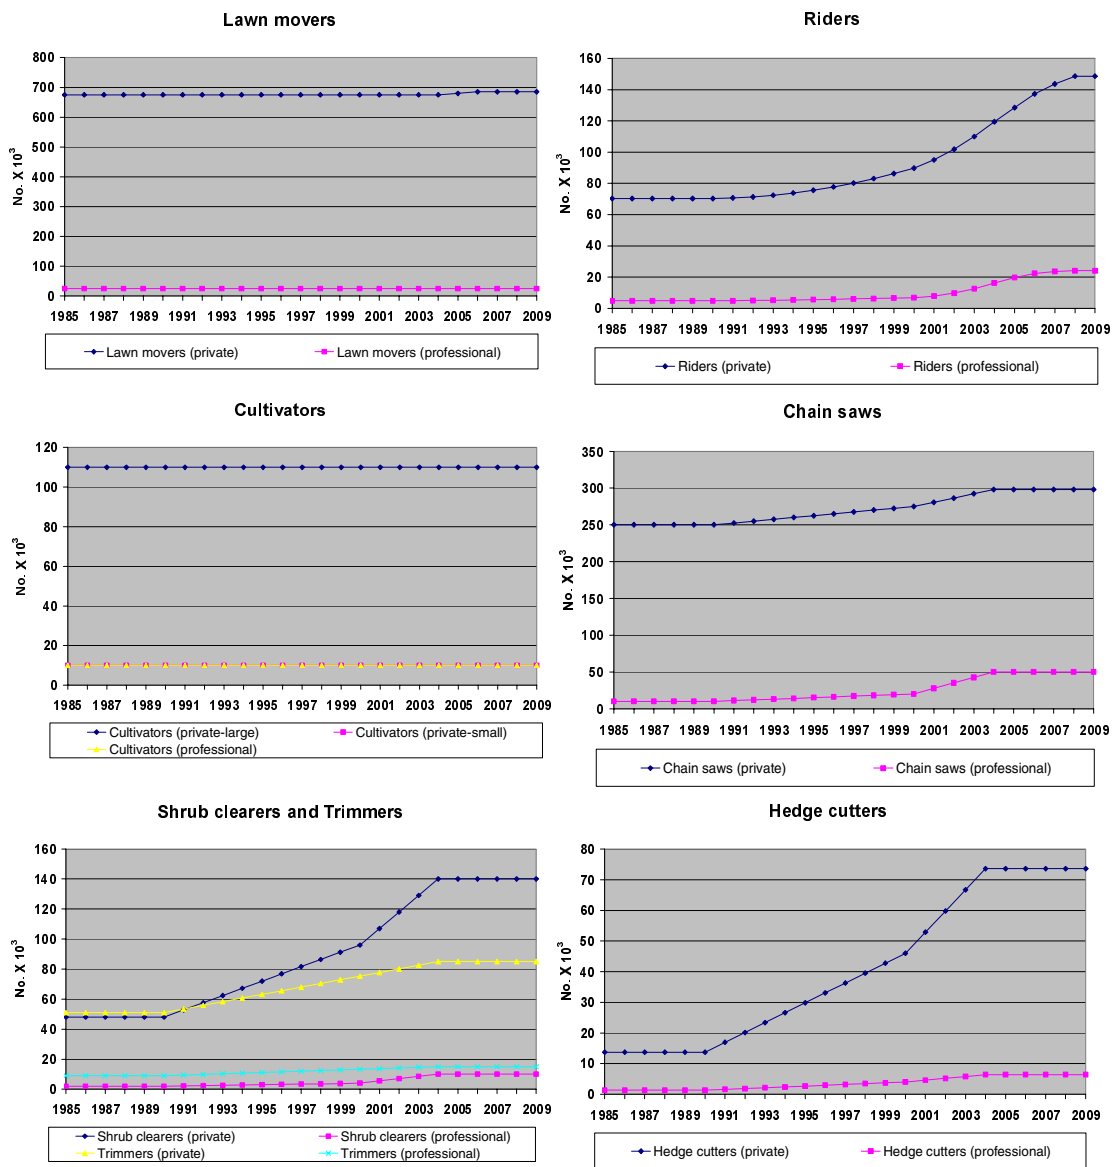 Lawn movers
800
700
600
500
400
300
200
100
0
No. X 10³
1985 1987 1989 1991 1993 1995 1997 1999 2001 2003 2005 2007 2009
Lawn movers (private) Lawn movers (professional)
Riders
160
140
120
100
80
60
40
20
0
No. X 10³
1985 1987 1989 1991 1993 1995 1997 1999 2001 2003 2005 2007 2009
Riders (private) Riders (professional)
Cultivators
120
100
80
60
40
20
0
No. X 10³
1985 1987 1989 1991 1993 1995 1997 1999 2001 2003 2005 2007 2009
Cultivators (private-large) Cultivators (private-small)
Cultivators (professional)
Chain saws
350
300
250
200
150
100
50
0
No. X 10³
1985 1987 1989 1991 1993 1995 1997 1999 2001 2003 2005 2007 2009
Chain saws (private) Chain saws (professional)
Shrub clearers and Trimmers
160
140
120
100
80
60
40
20
0
No. X 10³
1985 1987 1989 1991 1993 1995 1997 1999 2001 2003 2005 2007 2009
Shrub clearers (private) Shrub clearers (professional)
Trimmers (private) Trimmers (professional)
Hedge cutters
80
70
60
50
40
30
20
10
0
No. X 10³
1985 1987 1989 1991 1993 1995 1997 1999 2001 2003 2005 2007 2009
Hedge cutters (private) Hedge cutters (professional)